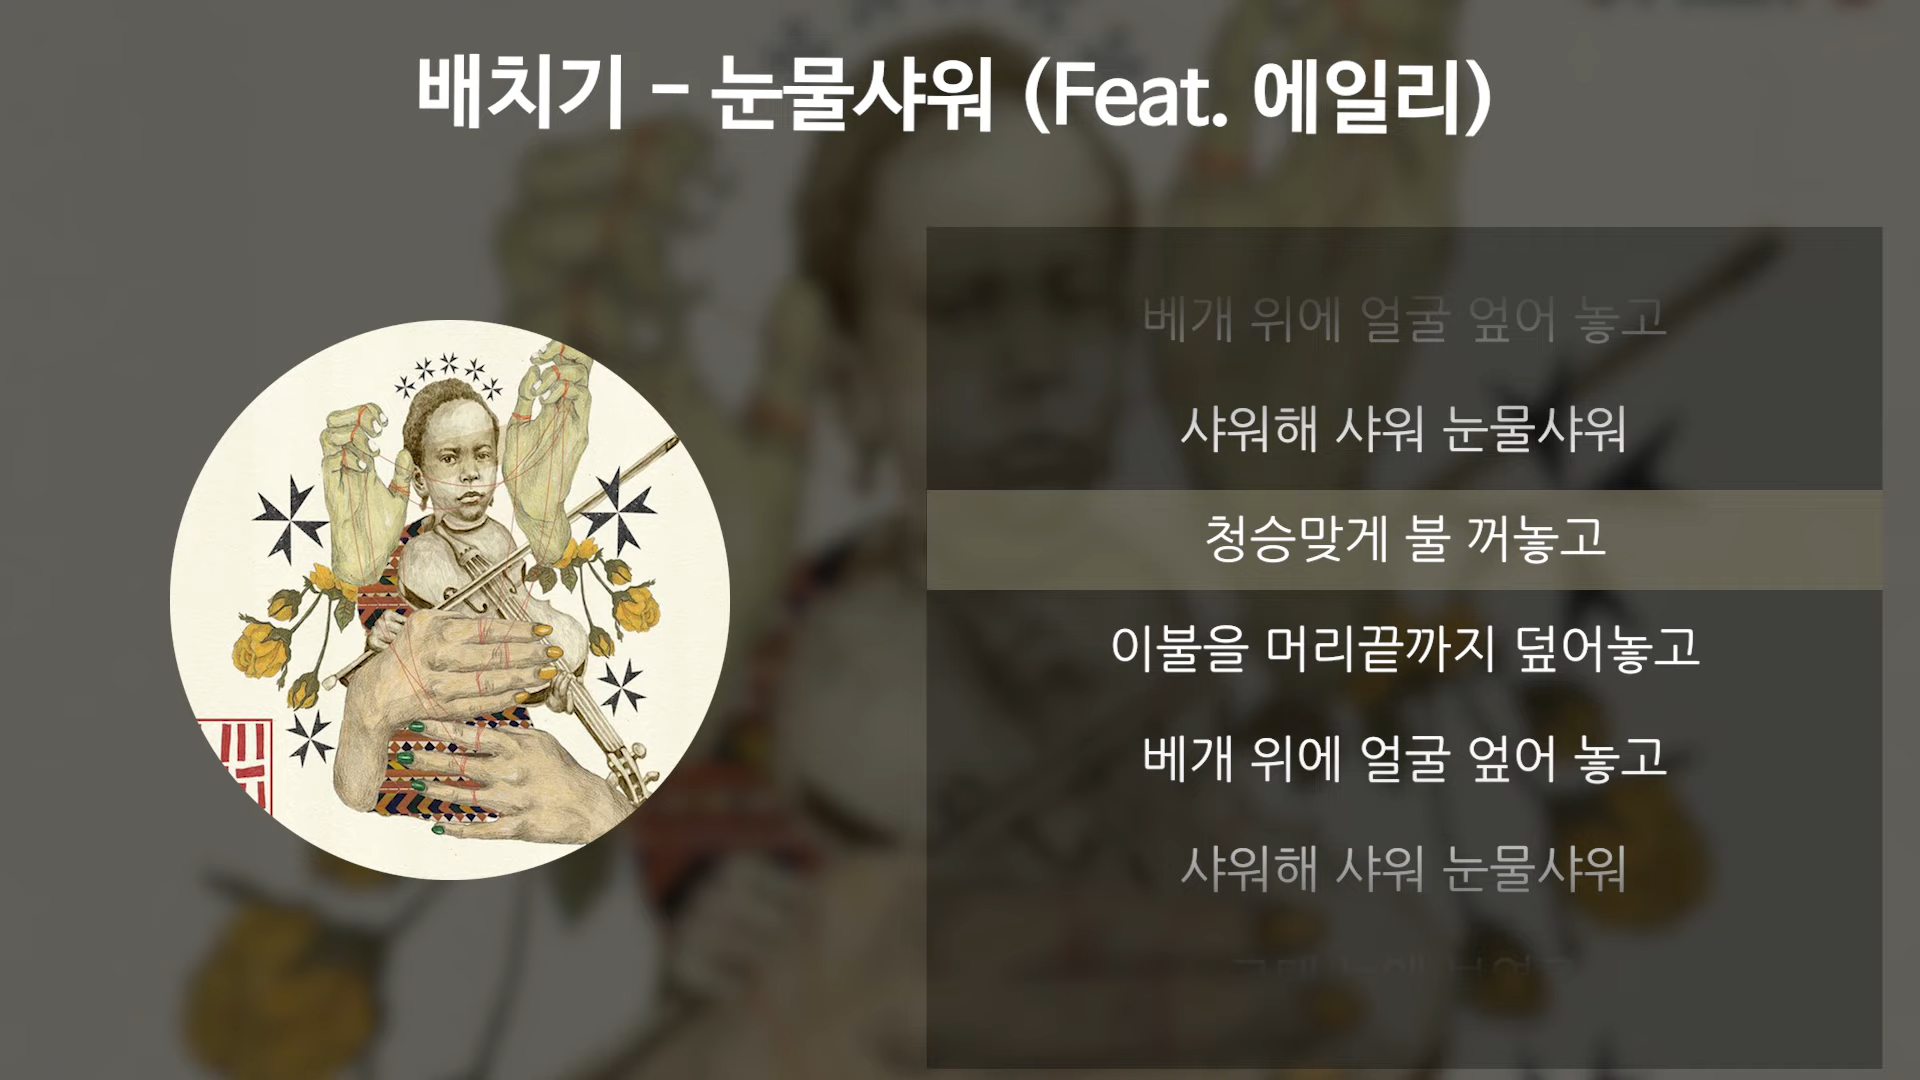 배치기 - 눈물샤워 (Feat. 에일리)
베개 위에 얼굴 엎어 놓고
샤워해 샤워 눈물샤워
청승맞게 불 꺼놓고
이불을 머리끝까지 덮어놓고
베개 위에 얼굴 엎어 놓고
샤워해 샤워 눈물샤워